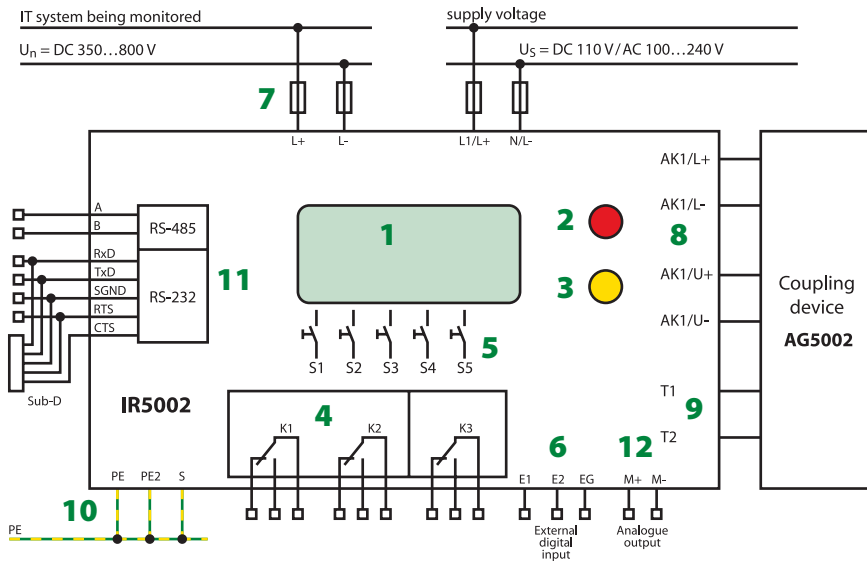 IT system being monitored
supply voltage
Un = DC 350…800 V
US = DC 110 V / AC 100…240 V
7
L+ L- L1/L+ N/L-
AK1/L+
A
B
RS-485
1
2
AK1/L-
8
RxD
TxD
SGND
RTS
CTS
RS-232
11
3
AK1/U+
AK1/U-
Coupling
device
AG5002
5
S1 S2 S3 S4 S5
Sub-D
IR5002
4
K1 K2 K3
T1
9
T2
6
12
PE PE2 S
E1 E2 EG M+ M-
10
PE
External
digital
input
Analogue
output